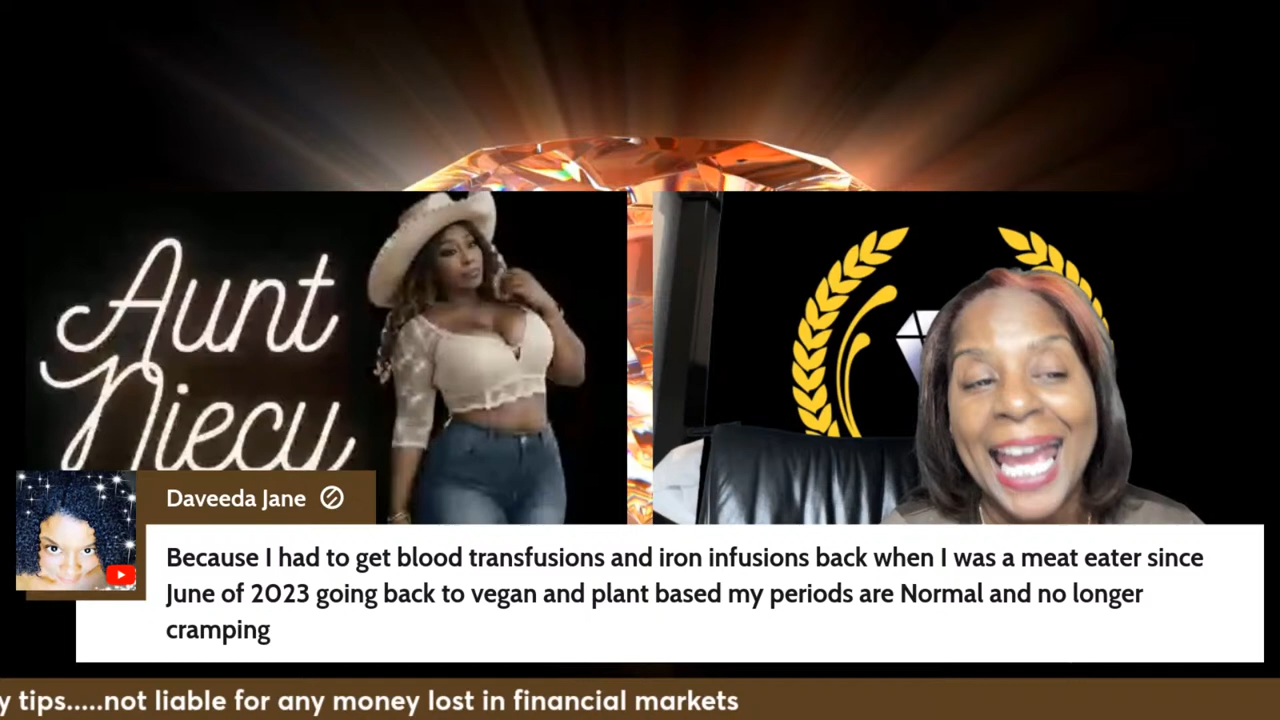 Aunt
Niecy
Daveeda Jane
Because I had to get blood transfusions and iron infusions back when I was a meat eater since
June of 2023 going back to vegan and plant based my periods are Normal and no longer
cramping
y tips.....not liable for any money lost in financial markets